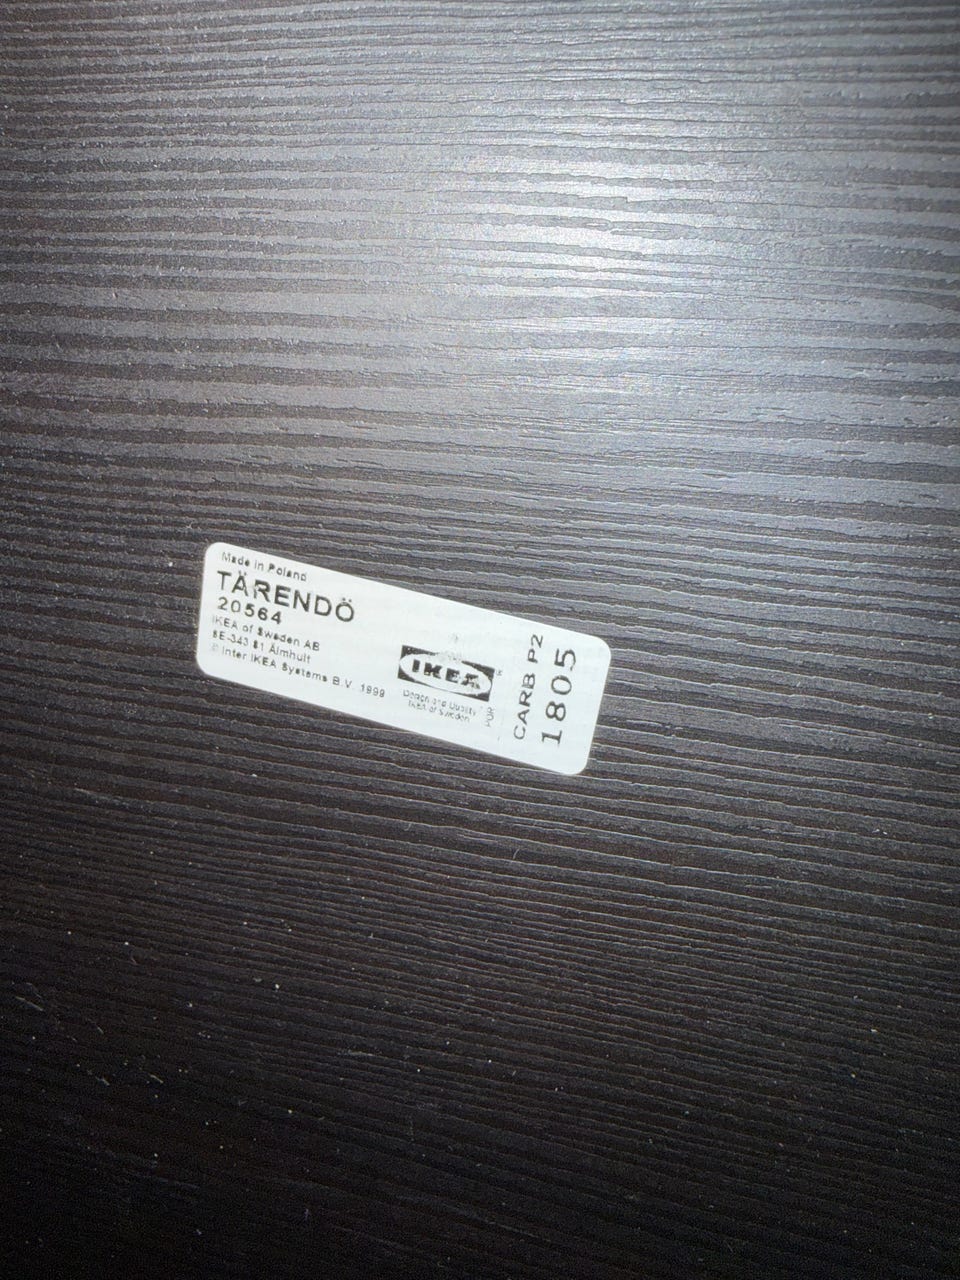 Made in Poland
TÄRENDÖ
20564
IKEA of Sweden AB
SE-343 81 Älmhult
© Inter IKEA Systems B.V. 1999
IKEA
Design and Quality
IKEA of Sweden
CARB P2
1805